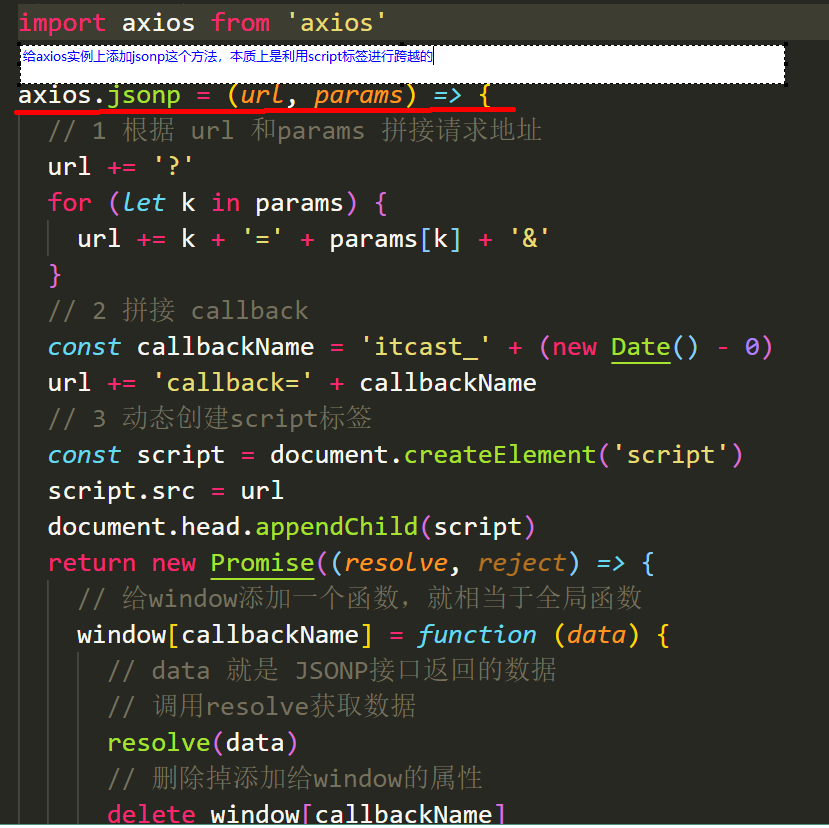 import axios from 'axios'
给axios实例上添加jsonp这个方法，本质上是利用script标签进行跨越的
axios.jsonp = (url, params) => {
// 1 根据 url 和params 拼接请求地址
url += '?'
for (let k in params) {
url += k + '=' + params[k] + '&'
}
// 2 拼接 callback
const callbackName = 'itcast_' + (new Date() - 0)
url += 'callback=' + callbackName
// 3 动态创建script标签
const script = document.createElement('script')
script.src = url
document.head.appendChild(script)
return new Promise((resolve, reject) => {
// 给window添加一个函数，就相当于全局函数
window[callbackName] = function (data) {
// data 就是 JSONP接口返回的数据
// 调用resolve获取数据
resolve(data)
// 删除掉添加给window的属性
delete window[callbackName]